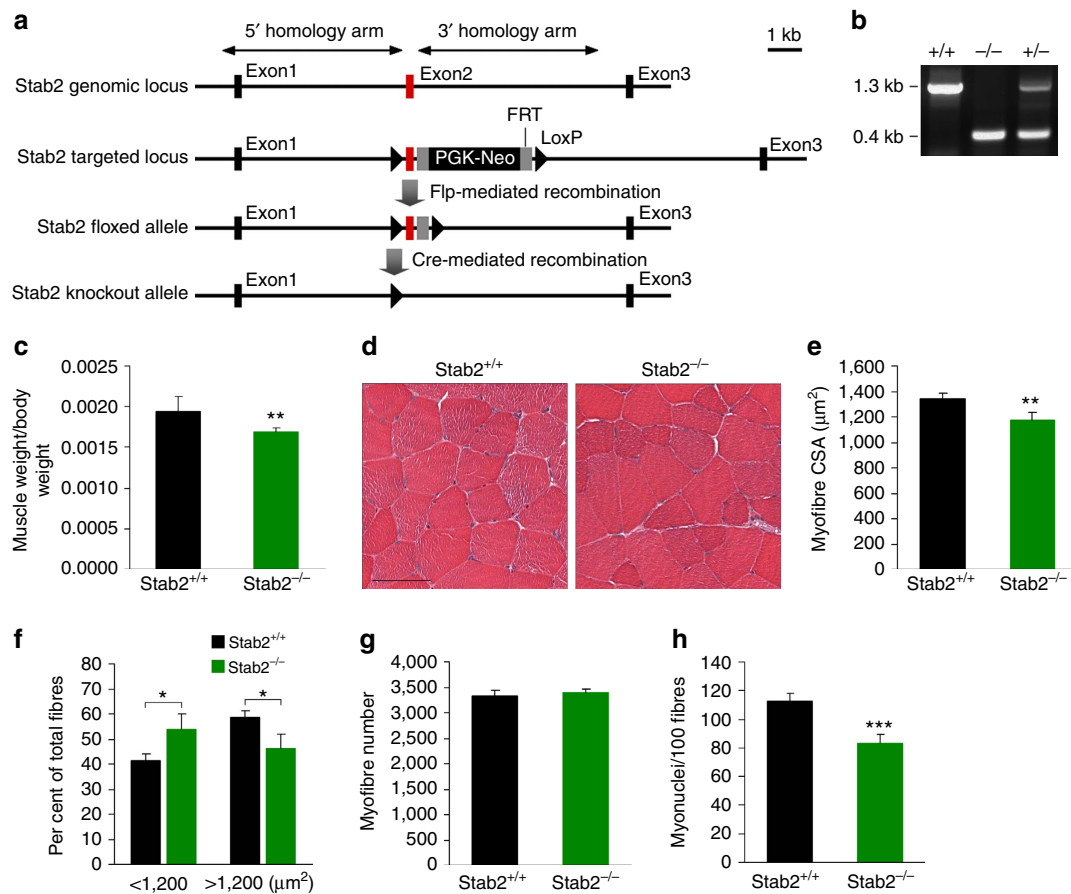 a
5′ homology arm
3′ homology arm
1 kb
Stab2 genomic locus
Exon1
Exon2
Exon3
FRT
LoxP
Stab2 targeted locus
Exon1
PGK-Neo
Exon3
Flp-mediated recombination
Stab2 floxed allele
Exon1
Exon3
Cre-mediated recombination
Stab2 knockout allele
Exon1
Exon3
b
+/+ −/− +/−
1.3 kb
0.4 kb
c
Muscle weight/body
weight
0.0025
0.0020
0.0015
0.0010
0.0005
0.0000
**
Stab2+/+ Stab2−/−
d
Stab2+/+ Stab2−/−
e
Myofibre CSA (μm2)
1,600
1,400
1,200
1,000
800
600
400
200
0
**
Stab2+/+ Stab2−/−
f
Stab2+/+
Stab2−/−
Per cent of total fibres
80
70
60
50
40
30
20
10
0
* *
<1,200 >1,200 (μm2)
g
Myofibre number
4,000
3,500
3,000
2,500
2,000
1,500
1,000
500
0
Stab2+/+ Stab2−/−
h
Myonuclei/100 fibres
140
120
100
80
60
40
20
0
***
Stab2+/+ Stab2−/−